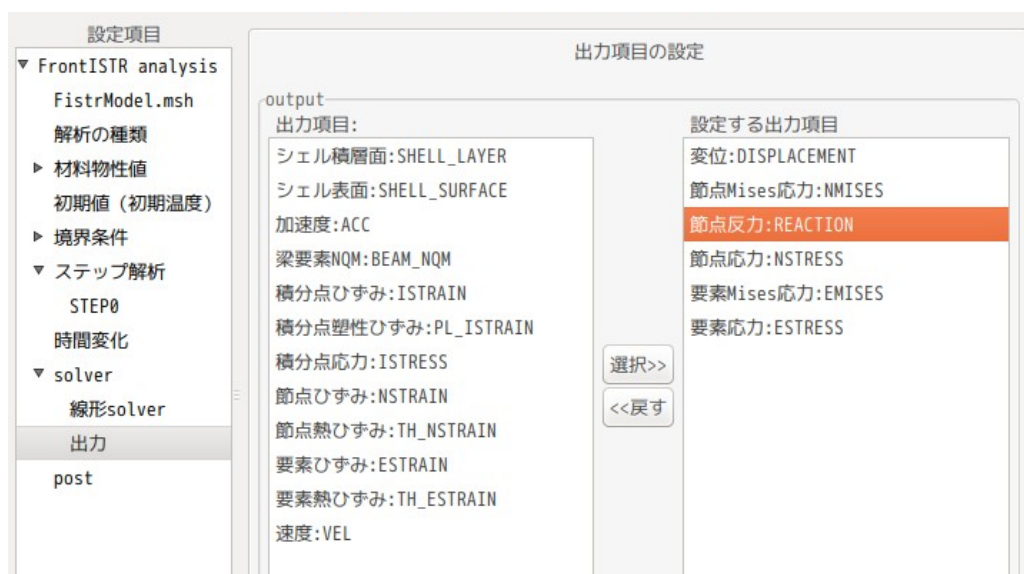 設定項目
▼ FrontISTR analysis
FistrModel.msh
解析の種類
▶ 材料物性値
初期値 (初期温度)
▶ 境界条件
▼ ステップ解析
STEP0
時間変化
▼ solver
線形solver
出力
post
出力項目の設定
output
出力項目:
シェル積層面:SHELL_LAYER
シェル表面:SHELL_SURFACE
加速度:ACC
梁要素NQM:BEAM_NQM
積分点ひずみ:ISTRAIN
積分点塑性ひずみ:PL_ISTRAIN
積分点応力:ISTRESS
節点ひずみ:NSTRAIN
節点熱ひずみ:TH_NSTRAIN
要素ひずみ:ESTRAIN
要素熱ひずみ:TH_ESTRAIN
速度:VEL
選択>>
<<戻す
設定する出力項目
変位:DISPLACEMENT
節点Mises応力:NMISES
節点反力:REACTION
節点応力:NSTRESS
要素Mises応力:EMISES
要素応力:ESTRESS